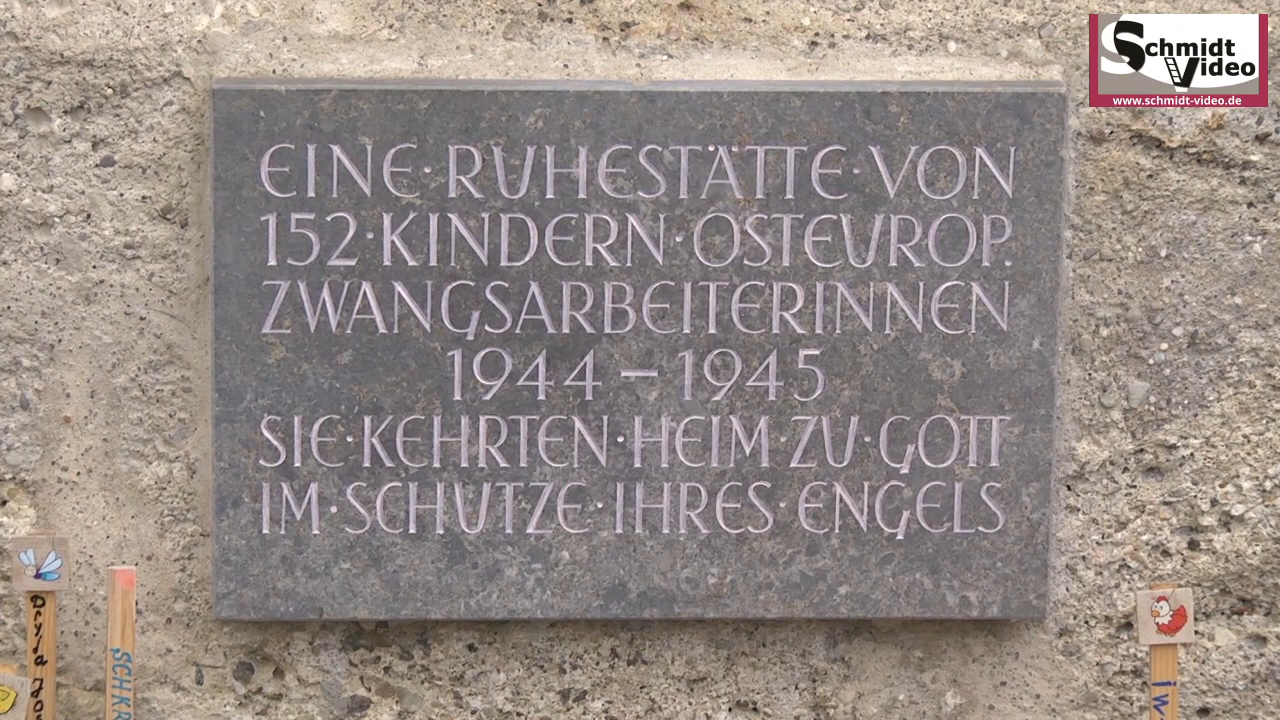 Schmidt
Video
www.schmidt-video.de
EINE·RUHESTÄTTE·VON
152·KINDERN·OSTEUROP.
ZWANGSARBEITERINNEN
1944 – 1945
SIE·KEHRTEN·HEIM·ZU·GOTT
IM·SCHUTZE·IHRES·ENGELS